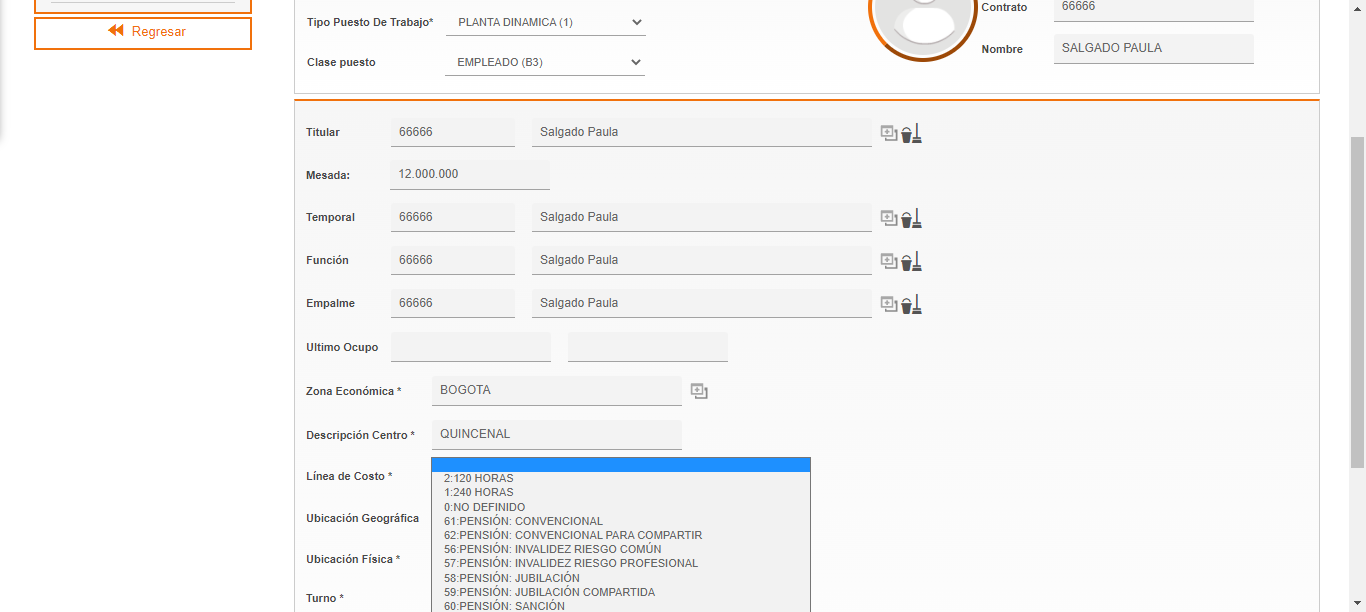 Regresar
Tipo Puesto De Trabajo* PLANTA DINAMICA (1)
Clase puesto EMPLEADO (B3)
Contrato 66666
Nombre SALGADO PAULA
Titular 66666 Salgado Paula
Mesada: 12.000.000
Temporal 66666 Salgado Paula
Función 66666 Salgado Paula
Empalme 66666 Salgado Paula
Ultimo Ocupo
Zona Económica * BOGOTA
Descripción Centro * QUINCENAL
Línea de Costo *
2:120 HORAS
1:240 HORAS
0:NO DEFINIDO
61:PENSIÓN: CONVENCIONAL
62:PENSIÓN: CONVENCIONAL PARA COMPARTIR
56:PENSIÓN: INVALIDEZ RIESGO COMÚN
57:PENSIÓN: INVALIDEZ RIESGO PROFESIONAL
58:PENSIÓN: JUBILACIÓN
59:PENSIÓN: JUBILACIÓN COMPARTIDA
60:PENSIÓN: SANCIÓN
Ubicación Geográfica
Ubicación Física *
Turno *